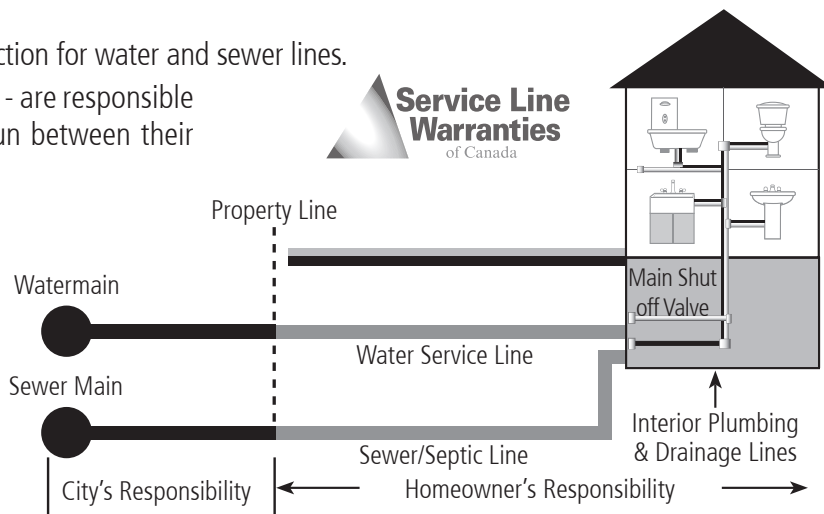 ction for water and sewer lines.
- are responsible
un between their
Service Line
Warranties
of Canada
Property Line
Watermain
Main Shut
off Valve
Water Service Line
Sewer Main
Interior Plumbing
& Drainage Lines
Sewer/Septic Line
City's Responsibility
Homeowner's Responsibility